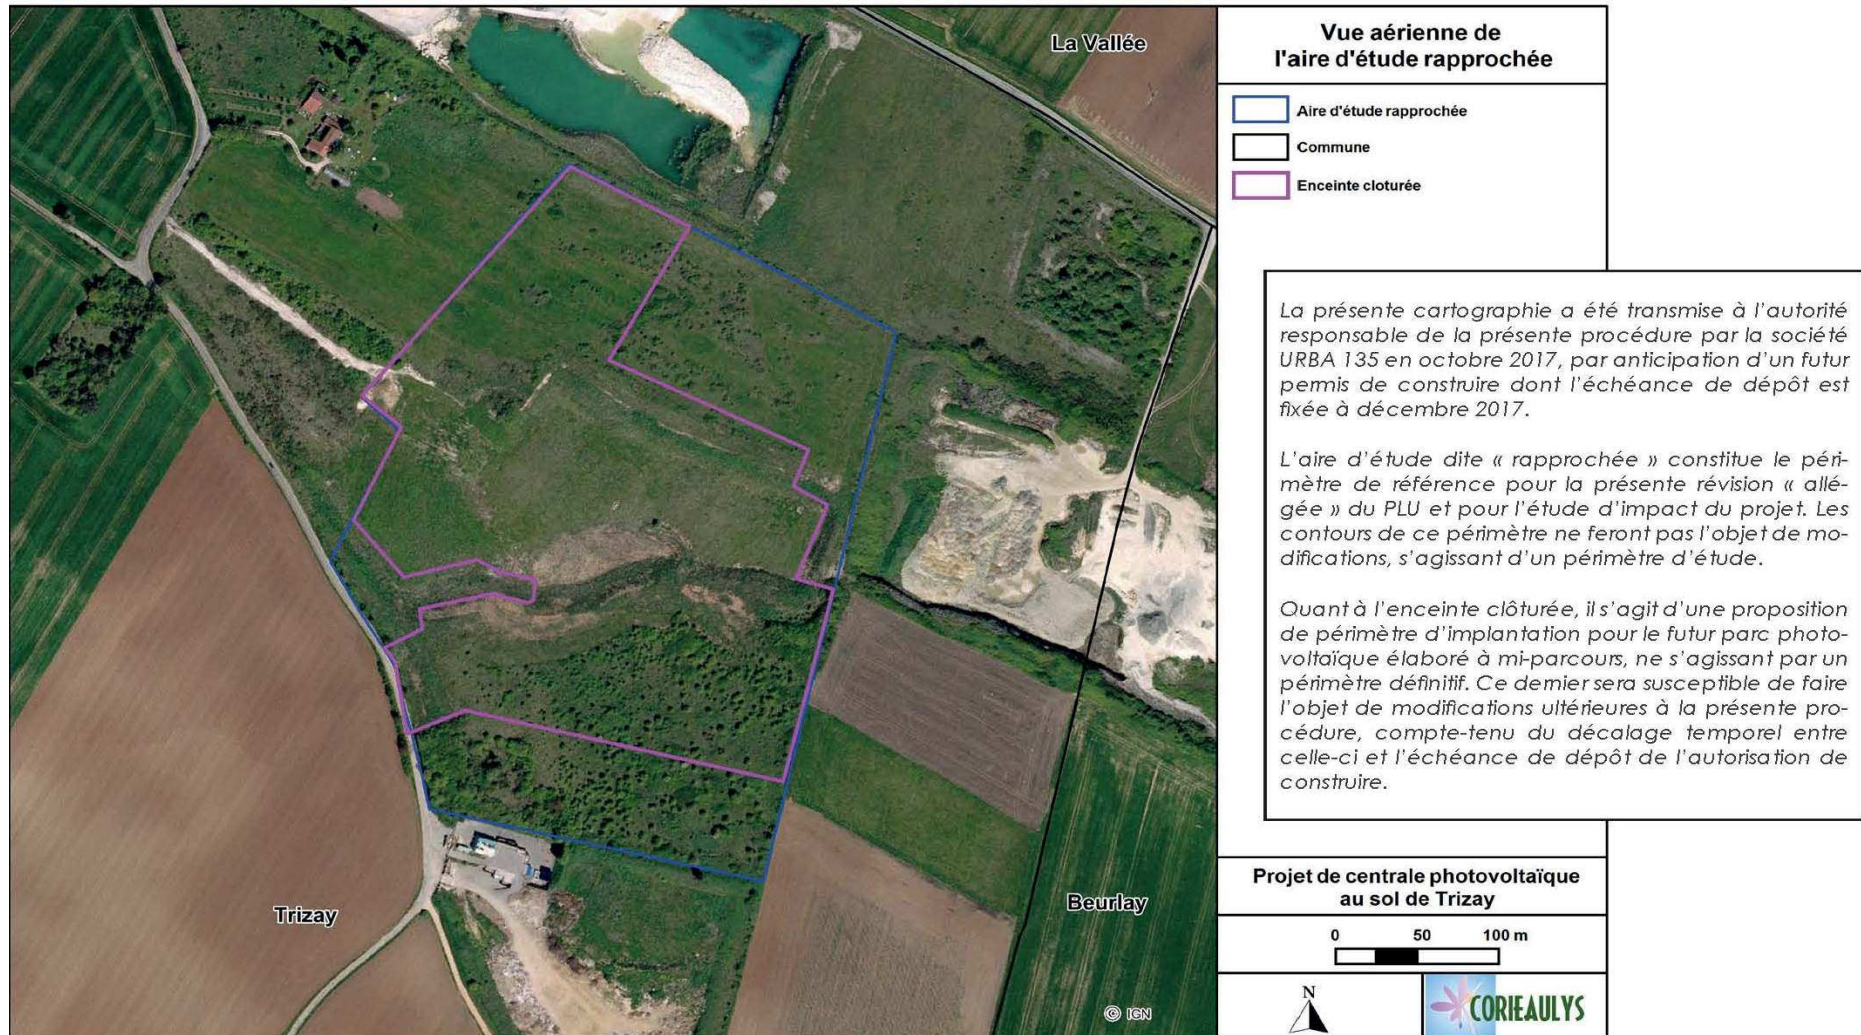 La Vallée
Trizay
Beurlay
© IGN
Vue aérienne de
l'aire d'étude rapprochée
Aire d'étude rapprochée
Commune
Enceinte cloturée
La présente cartographie a été transmise à l'autorité
responsable de la présente procédure par la société
URBA 135 en octobre 2017, par anticipation d'un futur
permis de construire dont l'échéance de dépôt est
fixée à décembre 2017.
L'aire d'étude dite « rapprochée » constitue le péri-
mètre de référence pour la présente révision « allé-
gée » du PLU et pour l'étude d'impact du projet. Les
contours de ce périmètre ne feront pas l'objet de mo-
difications, s'agissant d'un périmètre d'étude.
Quant à l'enceinte clôturée, il s'agit d'une proposition
de périmètre d'implantation pour le futur parc photo-
voltaïque élaboré à mi-parcours, ne s'agissant par un
périmètre définitif. Ce dernier sera susceptible de faire
l'objet de modifications ultérieures à la présente pro-
cédure, compte-tenu du décalage temporel entre
celle-ci et l'échéance de dépôt de l'autorisation de
construire.
Projet de centrale photovoltaïque
au sol de Trizay
0 50 100 m
N
CORIEAULYS